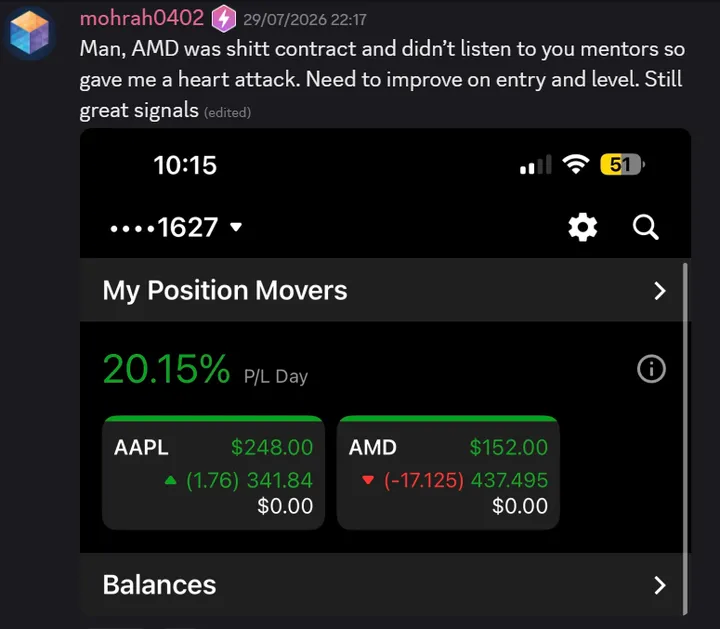 mohrah0402 29/07/2026 22:17
Man, AMD was shitt contract and didn’t listen to you mentors so
gave me a heart attack. Need to improve on entry and level. Still
great signals (edited)
10:15 51
••••1627
My Position Movers
20.15% P/L Day
AAPL $248.00
(1.76) 341.84
$0.00
AMD $152.00
(-17.125) 437.495
$0.00
Balances